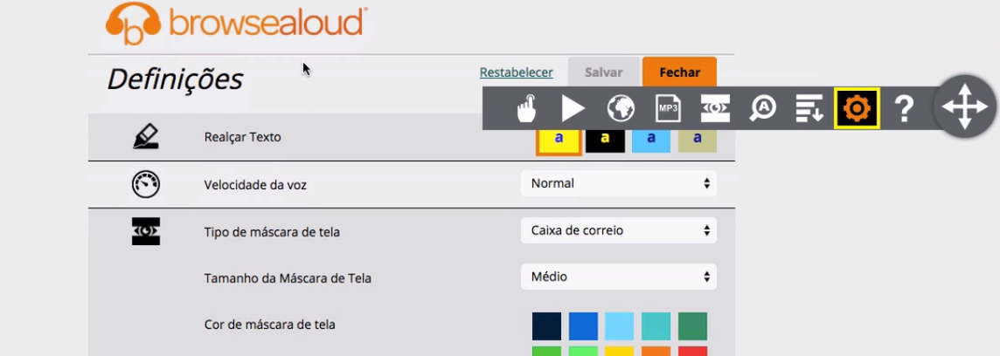 browsealoud
Definições
Restabelecer Salvar Fechar
MP3 A ?
Realçar Texto a a a a
Velocidade da voz Normal
Tipo de máscara de tela Caixa de correio
Tamanho da Máscara de Tela Médio
Cor de máscara de tela